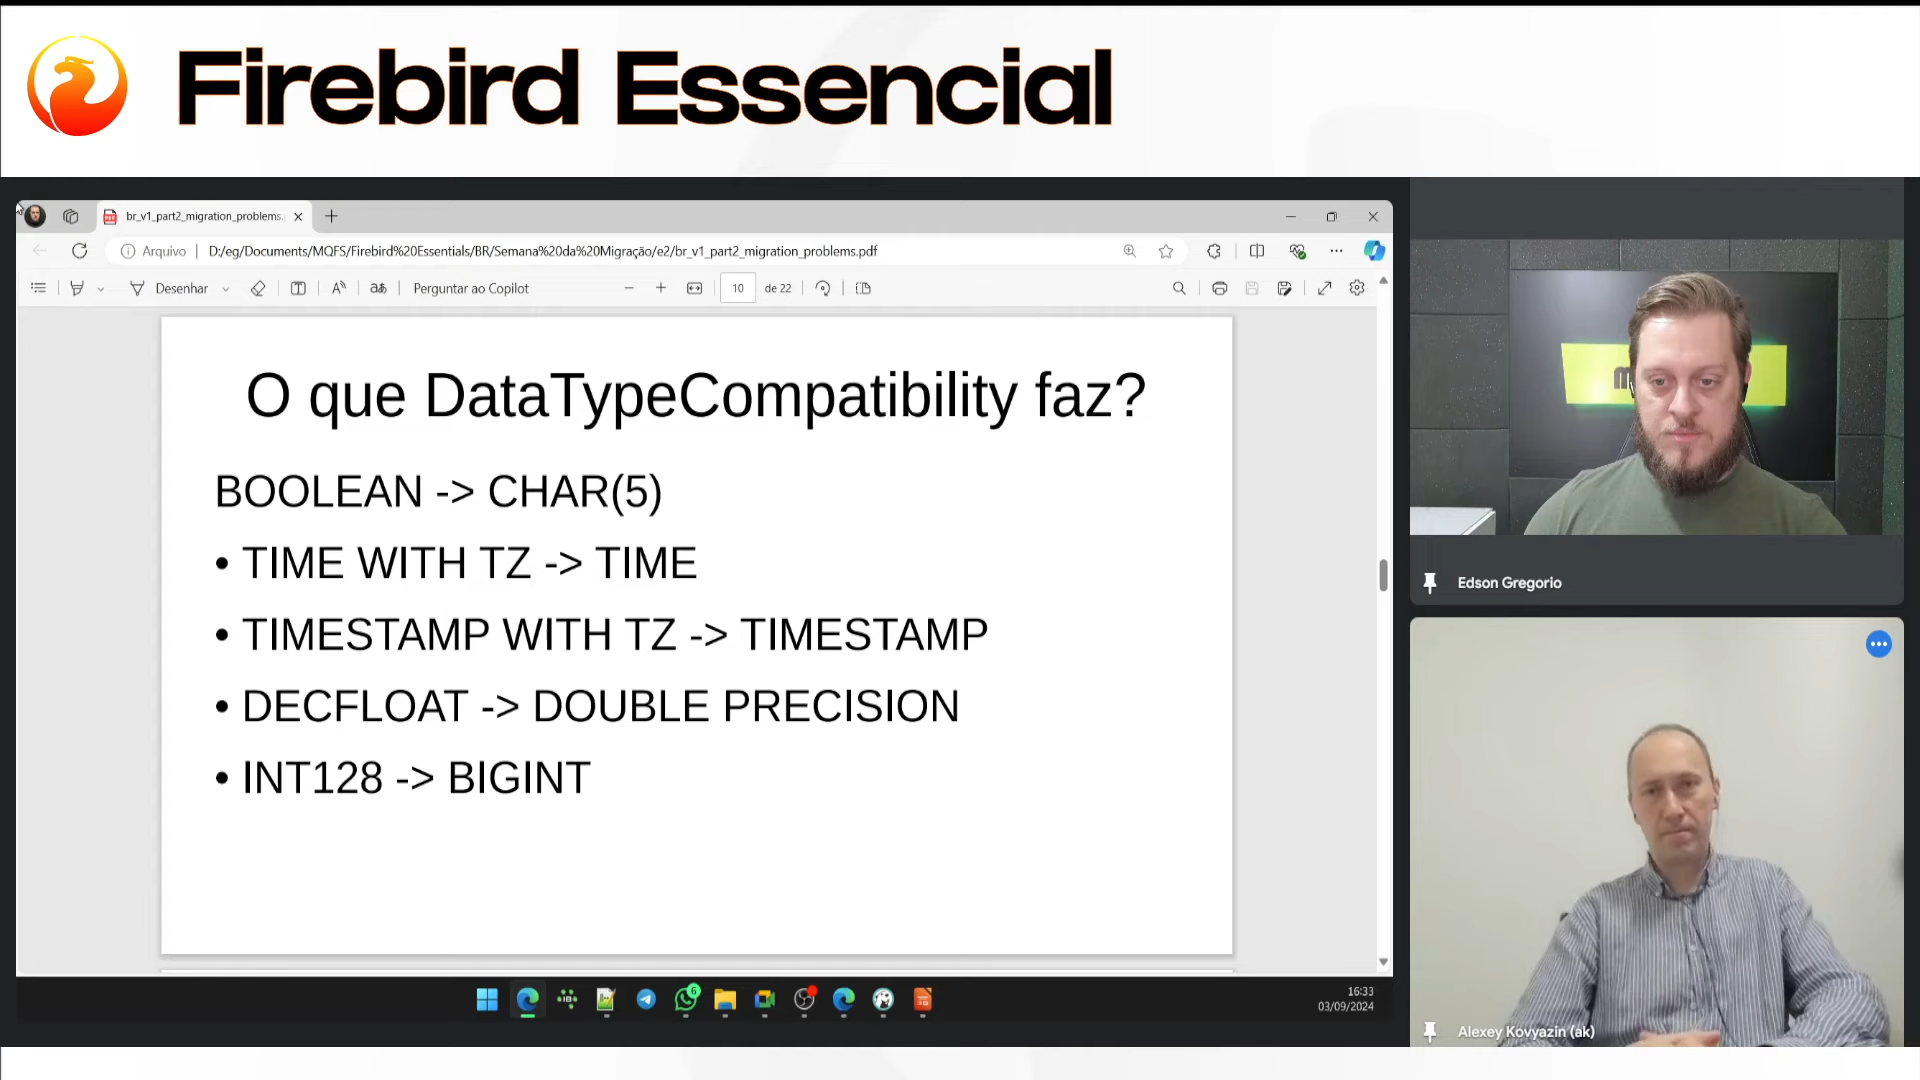 Firebird Essencial
br_v1_part2_migration_problems.
Arquivo
D:/eg/Documents/MQFS/Firebird%20Essentials/BR/Semana%20da%20Migração/e2/br_v1_part2_migration_problems.pdf
Desenhar
Perguntar ao Copilot
10 de 22
O que DataTypeCompatibility faz?
BOOLEAN -> CHAR(5)
• TIME WITH TZ -> TIME
• TIMESTAMP WITH TZ -> TIMESTAMP
• DECFLOAT -> DOUBLE PRECISION
• INT128 -> BIGINT
Edson Gregorio
Alexey Kovyazin (ak)
6
16:33
03/09/2024